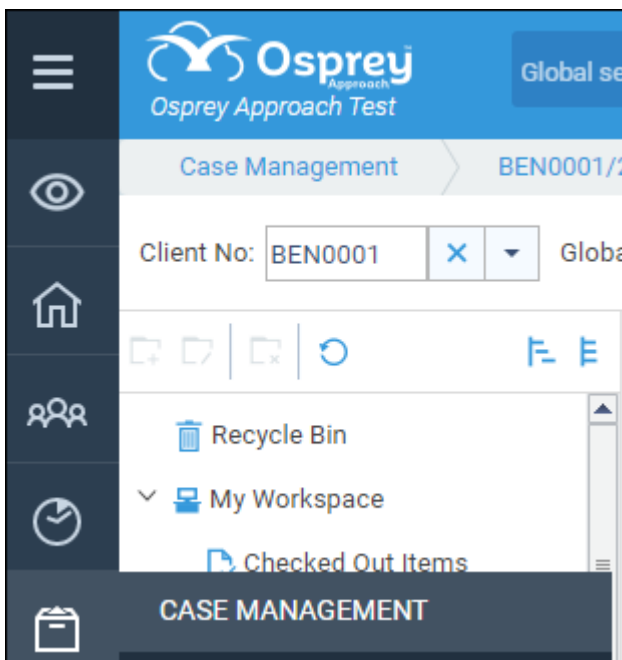 Osprey
Approach
Osprey Approach Test
Global se
Case Management
BEN0001/2
Client No: BEN0001
Globa
Recycle Bin
My Workspace
Checked Out Items
CASE MANAGEMENT